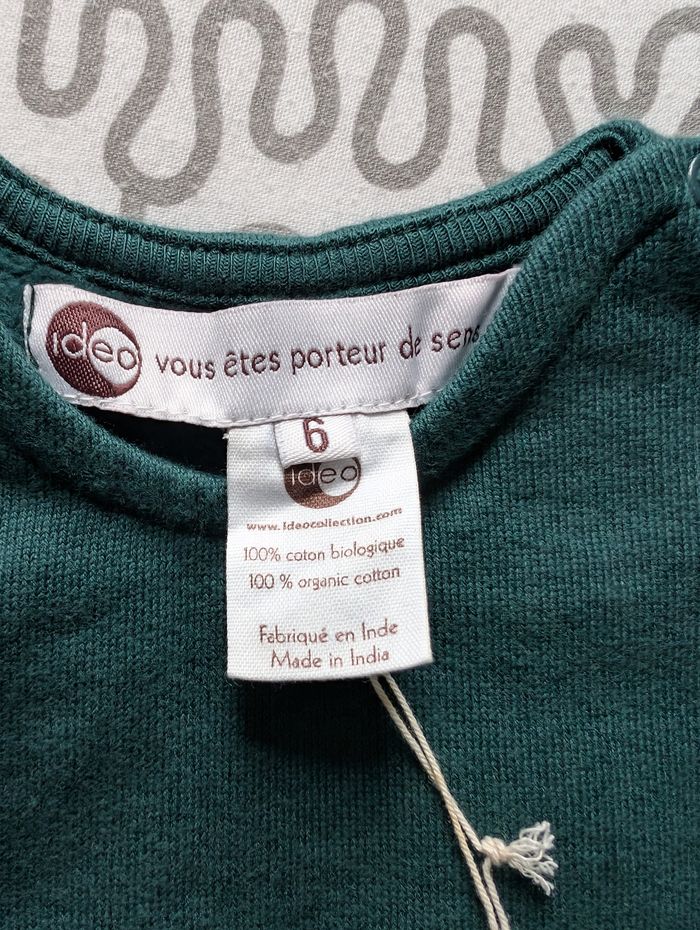 ideo vous êtes porteur de sens
6
ideo
www.ideocollection.com
100% coton biologique
100 % organic cotton
Fabriqué en Inde
Made in India